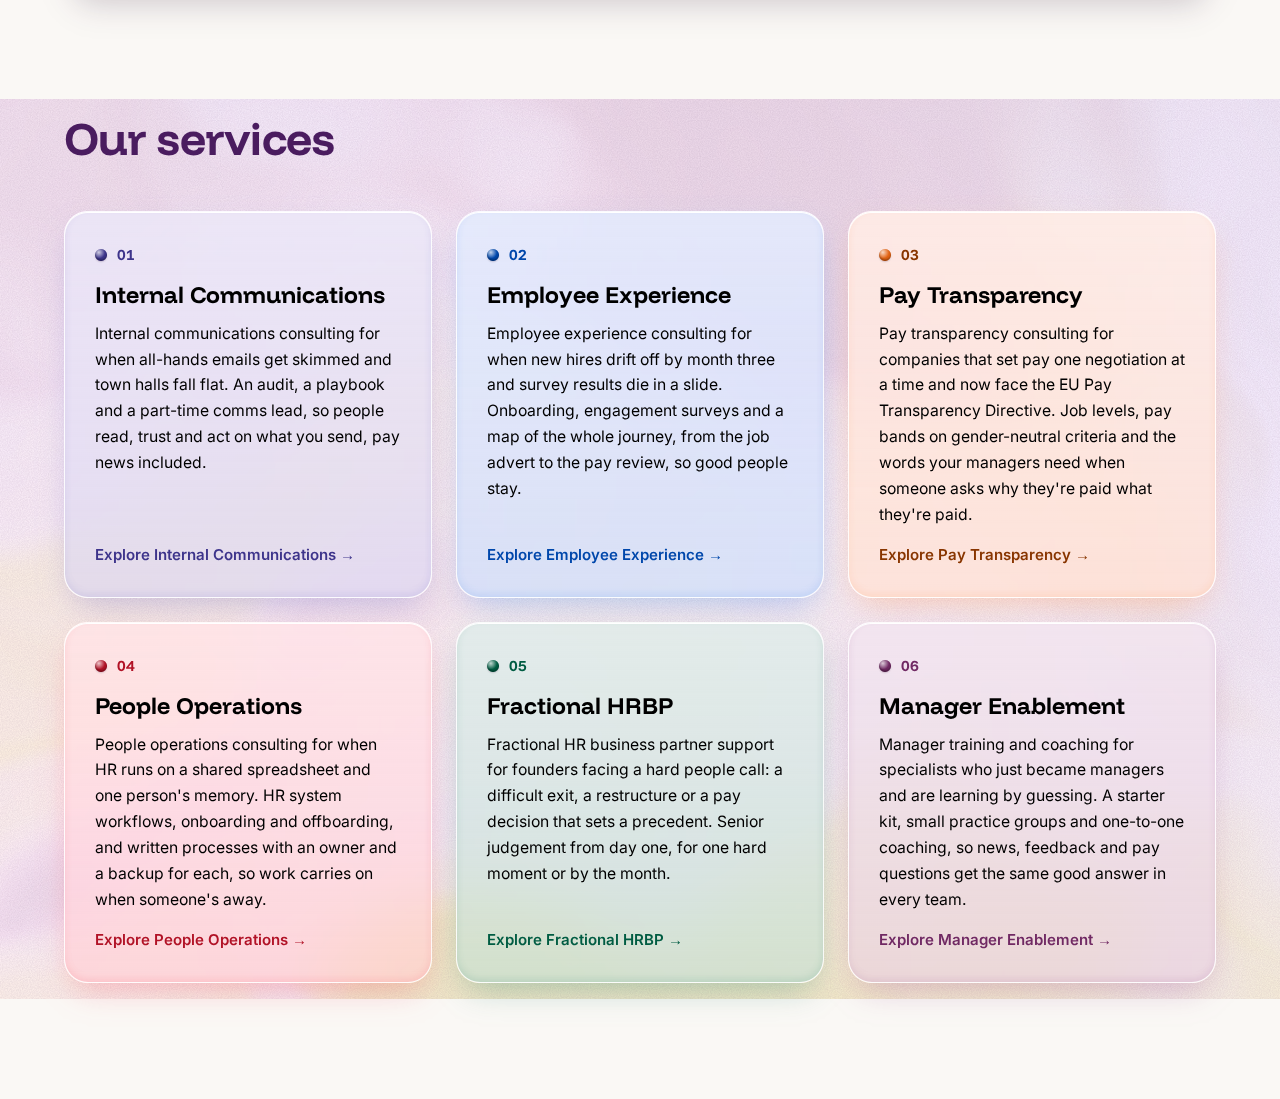 Our services
01
Internal Communications
Internal communications consulting for
when all-hands emails get skimmed and
town halls fall flat. An audit, a playbook
and a part-time comms lead, so people
read, trust and act on what you send, pay
news included.
Explore Internal Communications →
02
Employee Experience
Employee experience consulting for
when new hires drift off by month three
and survey results die in a slide.
Onboarding, engagement surveys and a
map of the whole journey, from the job
advert to the pay review, so good people
stay.
Explore Employee Experience →
03
Pay Transparency
Pay transparency consulting for
companies that set pay one negotiation at
a time and now face the EU Pay
Transparency Directive. Job levels, pay
bands on gender-neutral criteria and the
words your managers need when
someone asks why they're paid what
they're paid.
Explore Pay Transparency →
04
People Operations
People operations consulting for when
HR runs on a shared spreadsheet and
one person's memory. HR system
workflows, onboarding and offboarding,
and written processes with an owner and
a backup for each, so work carries on
when someone's away.
Explore People Operations →
05
Fractional HRBP
Fractional HR business partner support
for founders facing a hard people call: a
difficult exit, a restructure or a pay
decision that sets a precedent. Senior
judgement from day one, for one hard
moment or by the month.
Explore Fractional HRBP →
06
Manager Enablement
Manager training and coaching for
specialists who just became managers
and are learning by guessing. A starter
kit, small practice groups and one-to-one
coaching, so news, feedback and pay
questions get the same good answer in
every team.
Explore Manager Enablement →